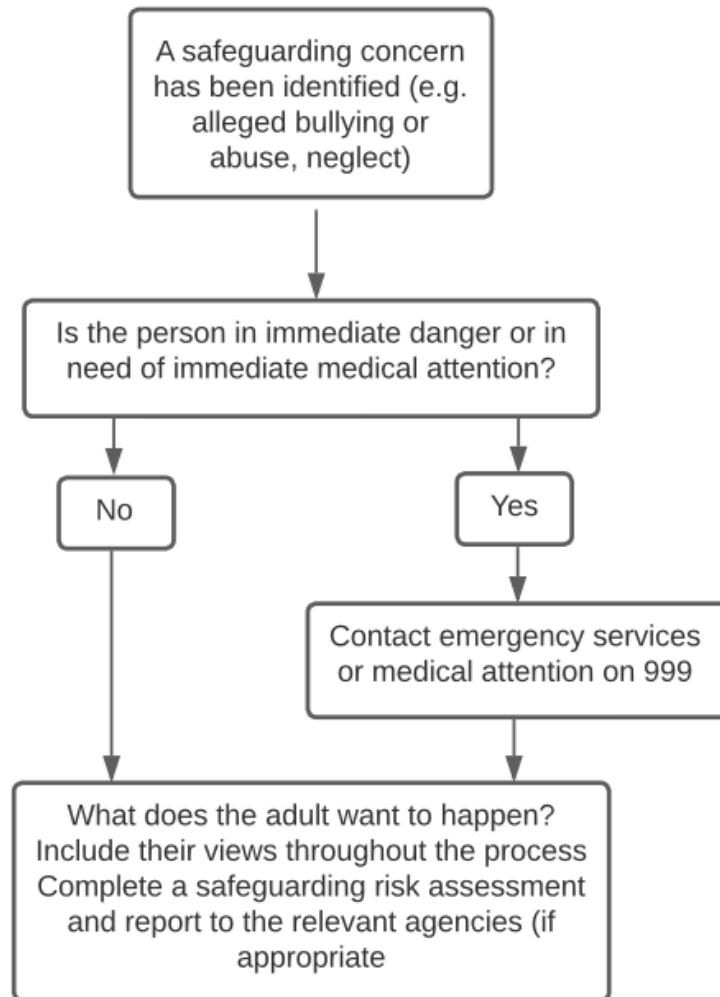 A safeguarding concern
has been identified (e.g.
alleged bullying or
abuse, neglect)
Is the person in immediate danger or in
need of immediate medical attention?
No
Yes
Contact emergency services
or medical attention on 999
What does the adult want to happen?
Include their views throughout the process
Complete a safeguarding risk assessment
and report to the relevant agencies (if
appropriate